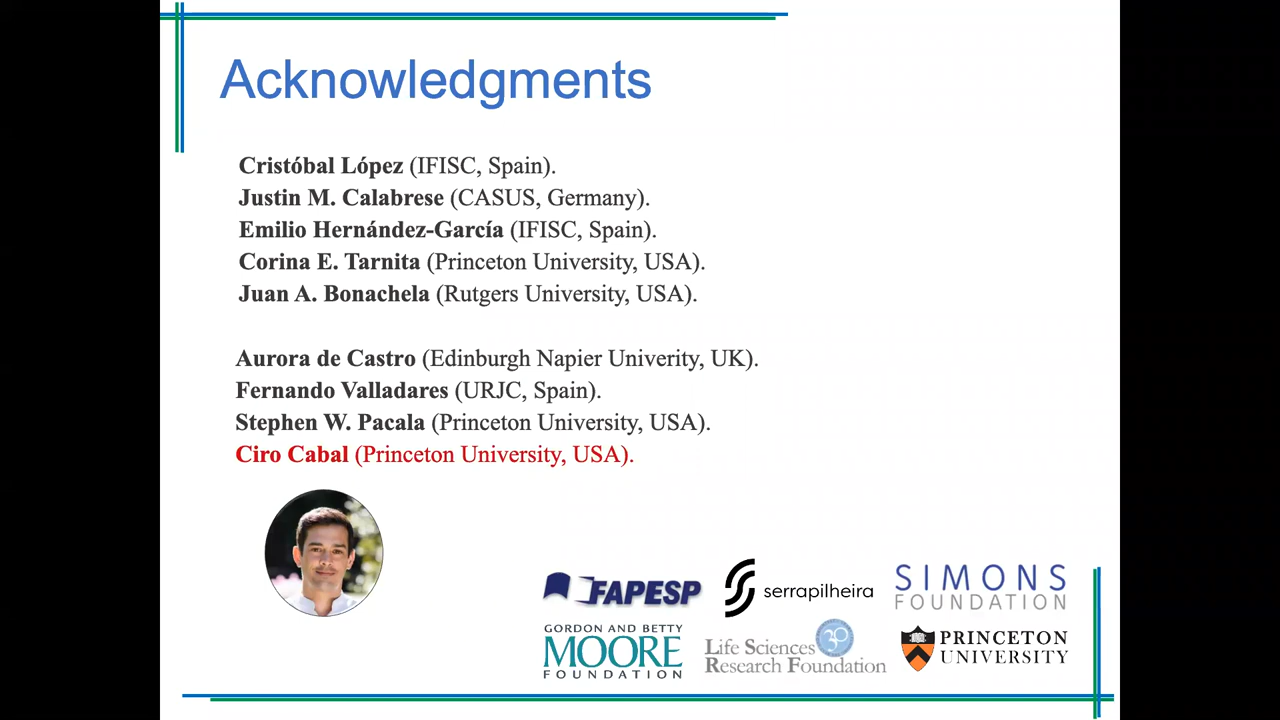 Acknowledgments
Cristóbal López (IFISC, Spain).
Justin M. Calabrese (CASUS, Germany).
Emilio Hernández-García (IFISC, Spain).
Corina E. Tarnita (Princeton University, USA).
Juan A. Bonachela (Rutgers University, USA).
Aurora de Castro (Edinburgh Napier Univerity, UK).
Fernando Valladares (URJC, Spain).
Stephen W. Pacala (Princeton University, USA).
Ciro Cabal (Princeton University, USA).
FAPESP
serrapilheira
SIMONS
FOUNDATION
GORDON AND BETTY
MOORE
FOUNDATION
Life Sciences
Research Foundation
30
PRINCETON
UNIVERSITY